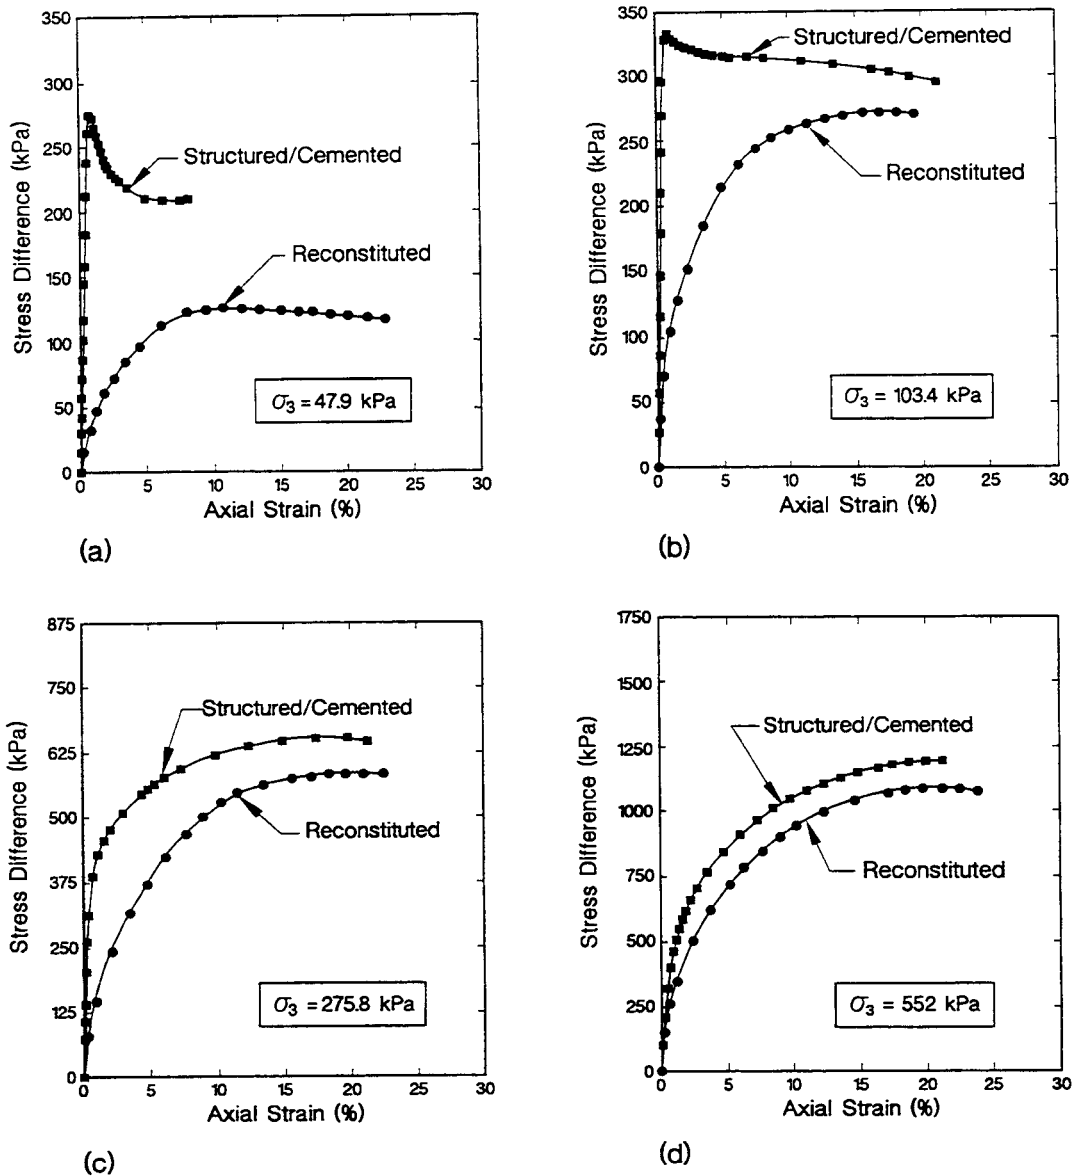 350
300
250
200
150
100
50
0
Stress Difference (kPa)
Structured/Cemented
Reconstituted
σ3 = 47.9 kPa
0 5 10 15 20 25 30
Axial Strain (%)
(a)
350
300
250
200
150
100
50
0
Stress Difference (kPa)
Structured/Cemented
Reconstituted
σ3 = 103.4 kPa
0 5 10 15 20 25 30
Axial Strain (%)
(b)
875
750
625
500
375
250
125
0
Stress Difference (kPa)
Structured/Cemented
Reconstituted
σ3 = 275.8 kPa
0 5 10 15 20 25 30
Axial Strain (%)
(c)
1750
1500
1250
1000
750
500
250
0
Stress Difference (kPa)
Structured/Cemented
Reconstituted
σ3 = 552 kPa
0 5 10 15 20 25 30
Axial Strain (%)
(d)